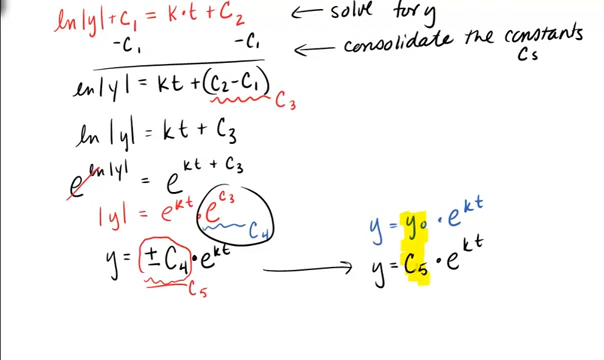 ln|y| + C₁ = k·t + C₂ ← solve for y
−C₁ −C₁ ← consolidate the constants
Cs
ln|y| = kt + (C₂ − C₁)
C₃
ln|y| = kt + C₃
e^(ln|y|) = e^(kt + C₃)
|y| = e^(kt) · e^(C₃)
C₄
y = ± C₄ · e^(kt) →
C₅
y = y₀ · e^(kt)
y = C₅ · e^(kt)